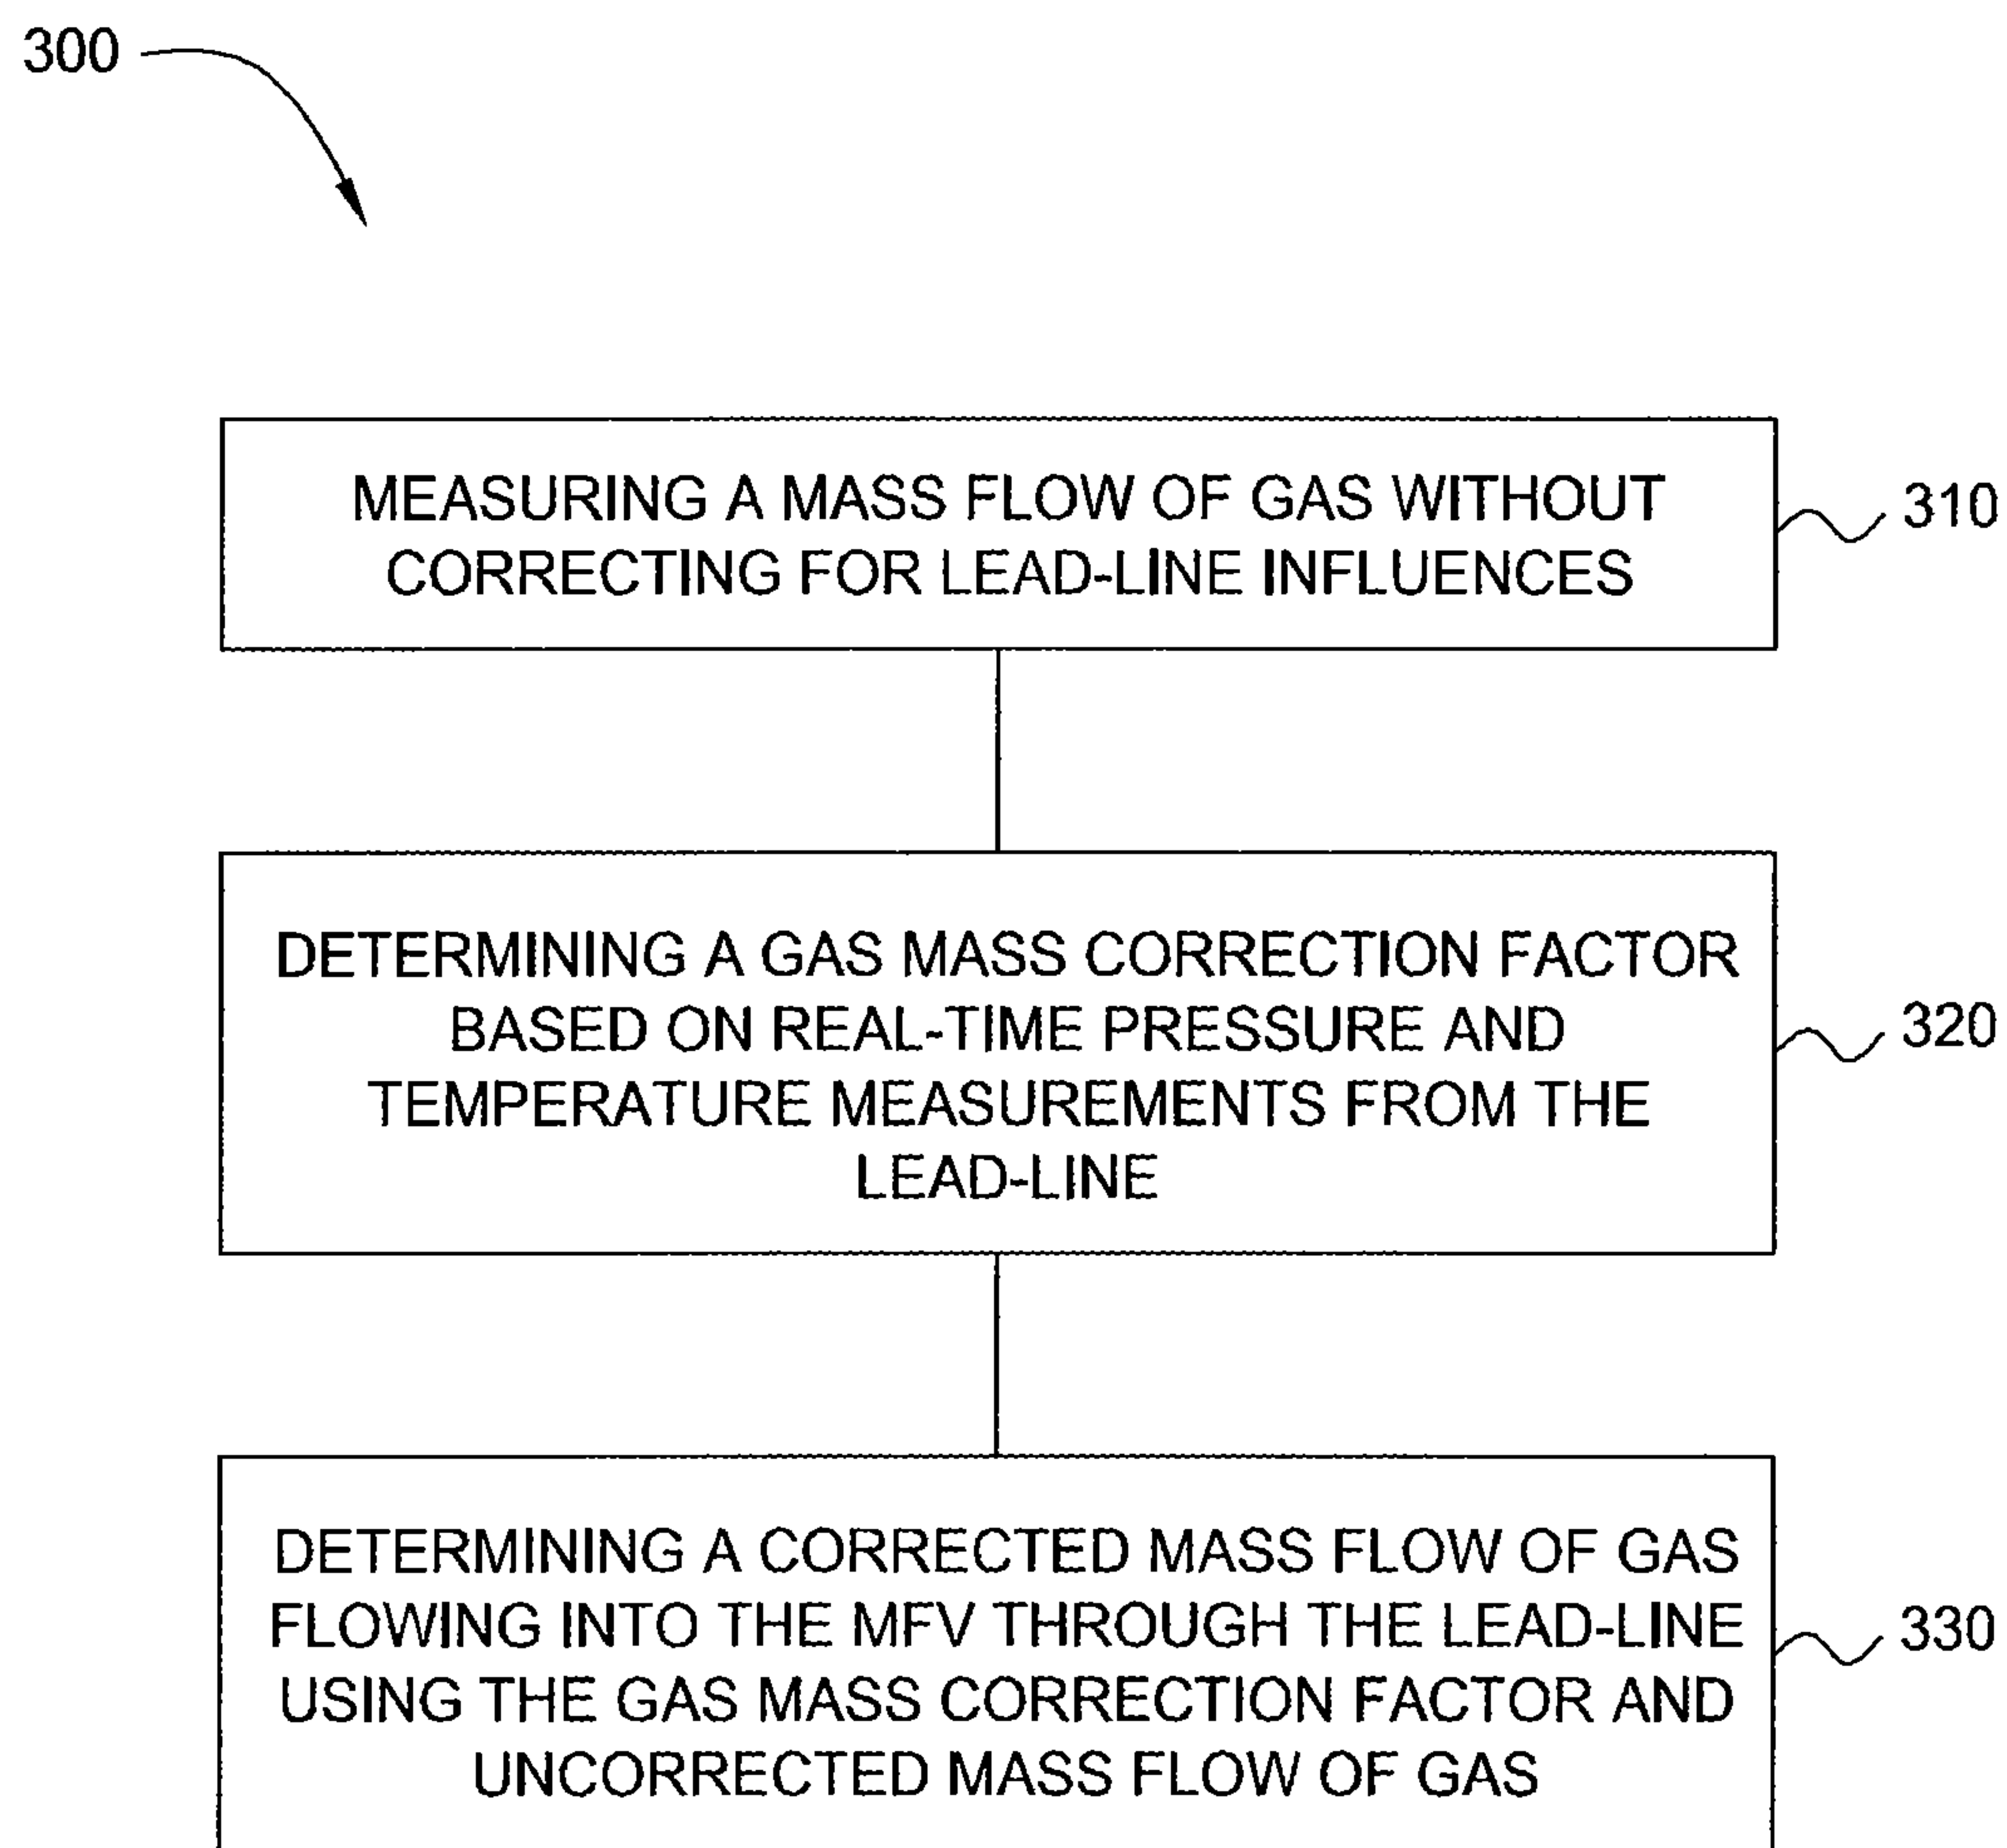 300
MEASURING A MASS FLOW OF GAS WITHOUT
CORRECTING FOR LEAD-LINE INFLUENCES
310
DETERMINING A GAS MASS CORRECTION FACTOR
BASED ON REAL-TIME PRESSURE AND
TEMPERATURE MEASUREMENTS FROM THE
LEAD-LINE
320
DETERMINING A CORRECTED MASS FLOW OF GAS
FLOWING INTO THE MFV THROUGH THE LEAD-LINE
USING THE GAS MASS CORRECTION FACTOR AND
UNCORRECTED MASS FLOW OF GAS
330